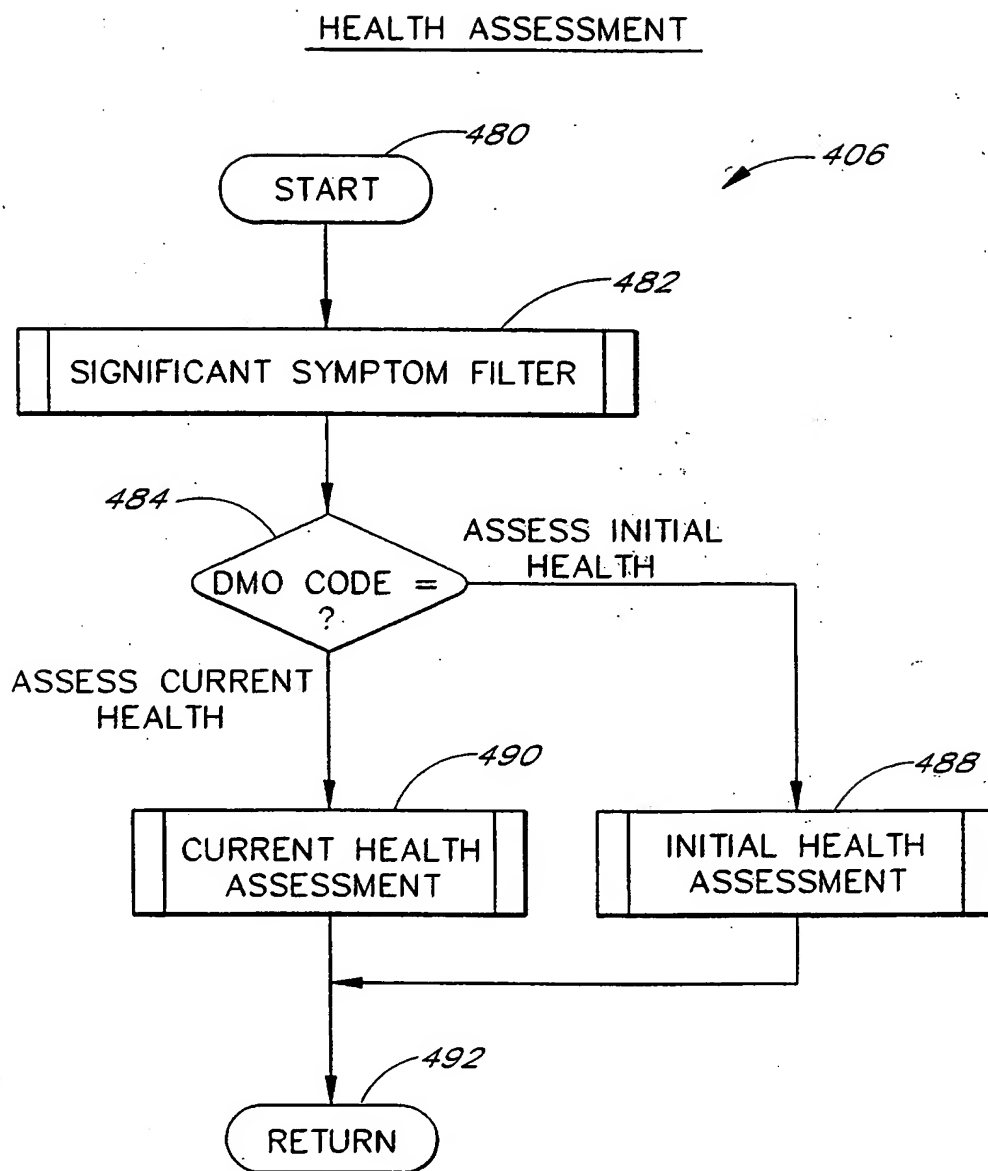 HEALTH ASSESSMENT
480
406
START
482
SIGNIFICANT SYMPTOM FILTER
484
ASSESS INITIAL
HEALTH
DMO CODE =
?
ASSESS CURRENT
HEALTH
490
488
CURRENT HEALTH
ASSESSMENT
INITIAL HEALTH
ASSESSMENT
492
RETURN